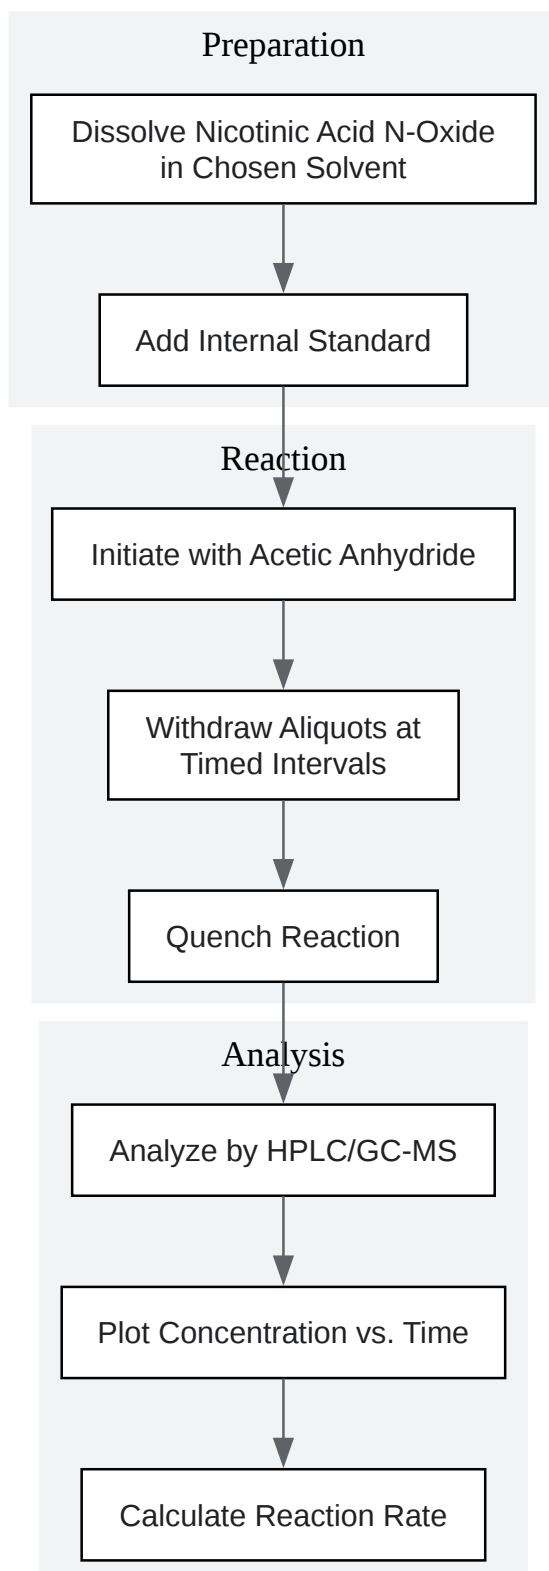 Preparation
Dissolve Nicotinic Acid N-Oxide
in Chosen Solvent
Add Internal Standard
Reaction
Initiate with Acetic Anhydride
Withdraw Aliquots at
Timed Intervals
Quench Reaction
Analysis
Analyze by HPLC/GC-MS
Plot Concentration vs. Time
Calculate Reaction Rate